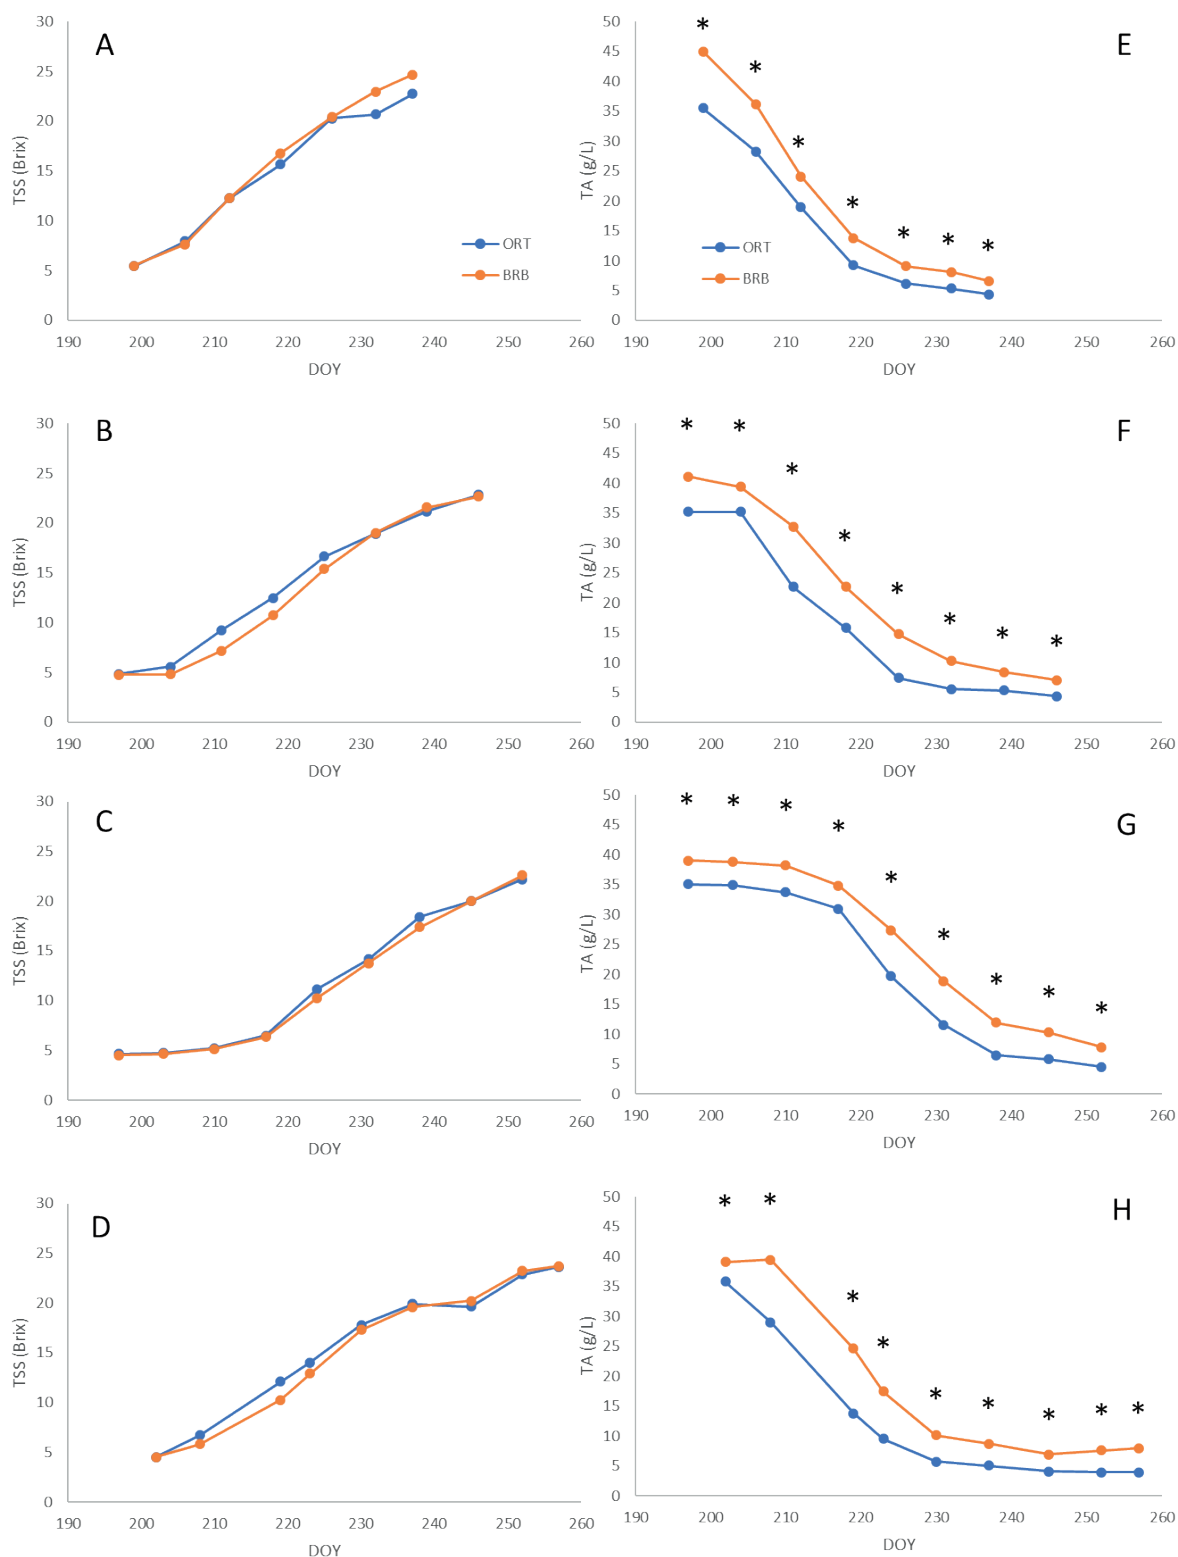 A
30
25
20
15
10
5
0
TSS (Brix)
ORT
BRB
190 200 210 220 230 240 250 260
DOY
E
50
45
40
35
30
25
20
15
10
5
0
TA (g/L)
* * * * * * *
ORT
BRB
190 200 210 220 230 240 250 260
DOY
B
30
25
20
15
10
5
0
TSS (Brix)
190 200 210 220 230 240 250 260
DOY
F
50
45
40
35
30
25
20
15
10
5
0
TA (g/L)
* * * * * * * *
190 200 210 220 230 240 250 260
DOY
C
30
25
20
15
10
5
0
TSS (Brix)
190 200 210 220 230 240 250 260
DOY
G
50
45
40
35
30
25
20
15
10
5
0
TA (g/L)
* * * * * * * * *
190 200 210 220 230 240 250 260
DOY
D
30
25
20
15
10
5
0
TSS (Brix)
190 200 210 220 230 240 250 260
DOY
H
50
45
40
35
30
25
20
15
10
5
0
TA (g/L)
* * * * * * * * *
190 200 210 220 230 240 250 260
DOY